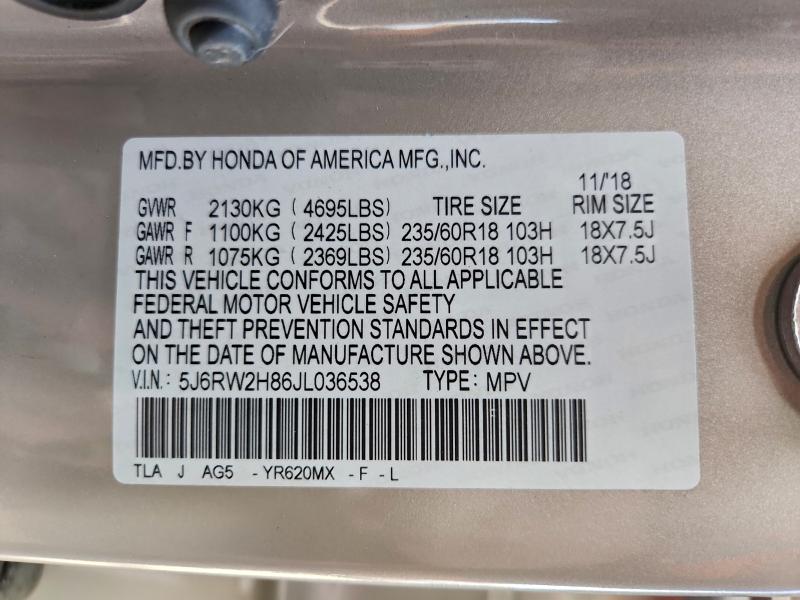 MFD.BY HONDA OF AMERICA MFG.,INC.
11/'18
GVWR 2130KG ( 4695LBS) TIRE SIZE RIM SIZE
GAWR F 1100KG ( 2425LBS) 235/60R18 103H 18X7.5J
GAWR R 1075KG ( 2369LBS) 235/60R18 103H 18X7.5J
THIS VEHICLE CONFORMS TO ALL APPLICABLE
FEDERAL MOTOR VEHICLE SAFETY
AND THEFT PREVENTION STANDARDS IN EFFECT
ON THE DATE OF MANUFACTURE SHOWN ABOVE.
V.I.N.: 5J6RW2H86JL036538 TYPE: MPV
TLA J AG5 - YR620MX - F - L